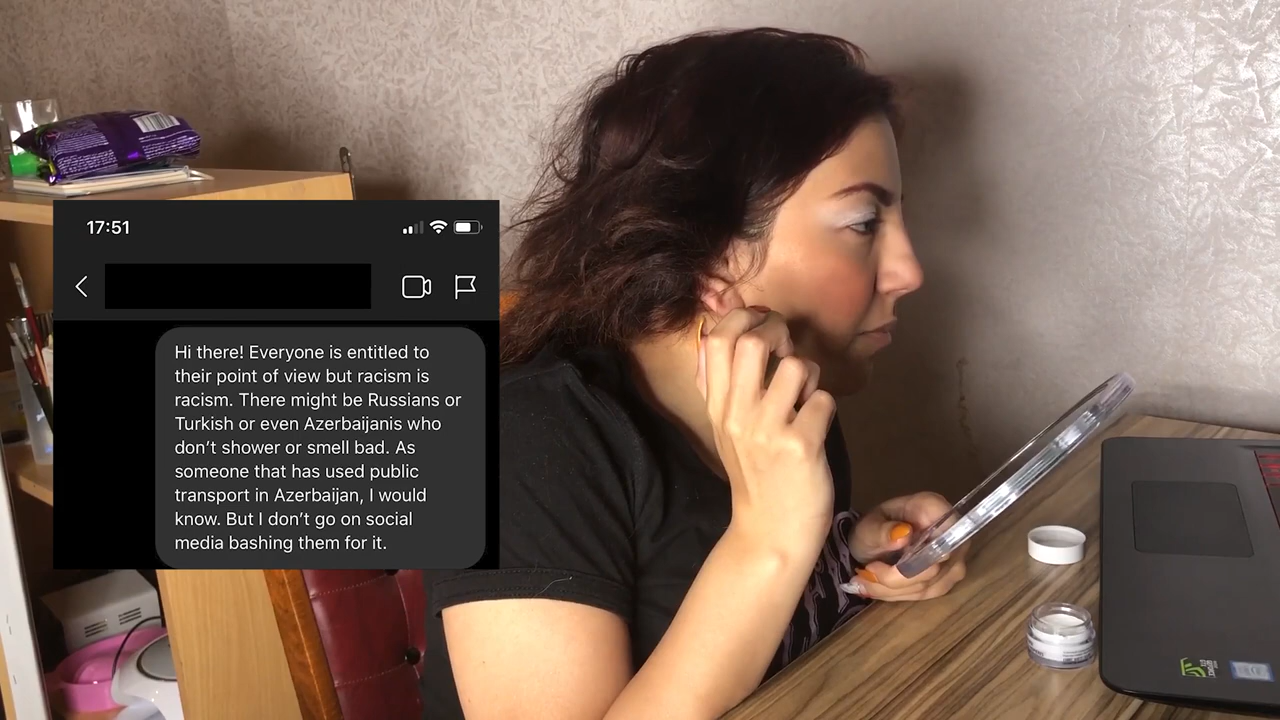 17:51
Hi there! Everyone is entitled to
their point of view but racism is
racism. There might be Russians or
Turkish or even Azerbaijanis who
don’t shower or smell bad. As
someone that has used public
transport in Azerbaijan, I would
know. But I don’t go on social
media bashing them for it.